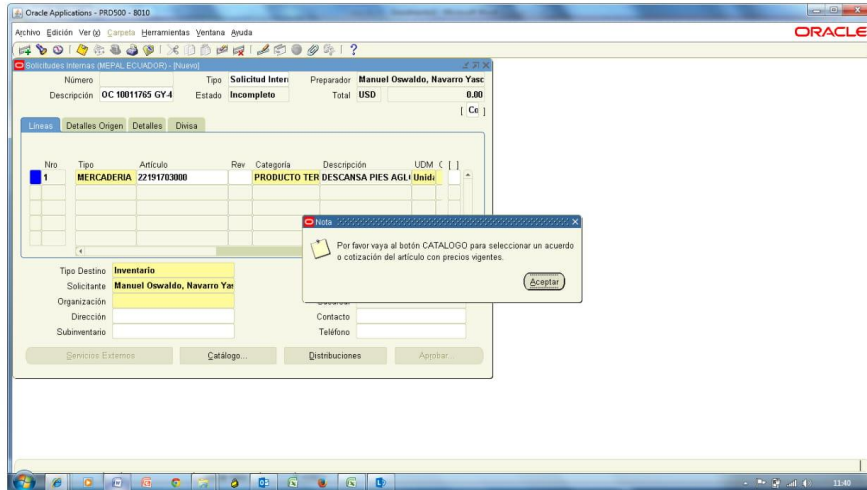 Oracle Applications - PRD500 - 8010
Archivo Edición Ver(x) Carpeta Herramientas Ventana Ayuda
ORACLE
Solicitudes Internas (MEPAL ECUADOR) - [Nuevo]
Número Tipo Solicitud Intern Preparador Manuel Oswaldo, Navarro Yasc
Descripción OC 10011765 GY-4 Estado Incompleto Total USD 0.00
[ Co ]
Líneas Detalles Origen Detalles Divisa
Nro Tipo Artículo Rev Categoría Descripción UDM C [ ]
1 MERCADERIA 22191703000 PRODUCTO TER DESCANSA PIES AGL Unida
Nota
Por favor vaya al botón CATALOGO para seleccionar un acuerdo
o cotización del artículo con precios vigentes.
Aceptar
Tipo Destino Inventario
Solicitante Manuel Oswaldo, Navarro Yas
Organización
Dirección Contacto
Subinventario Teléfono
Servicios Externos Catálogo... Distribuciones Aprobar...
11:40